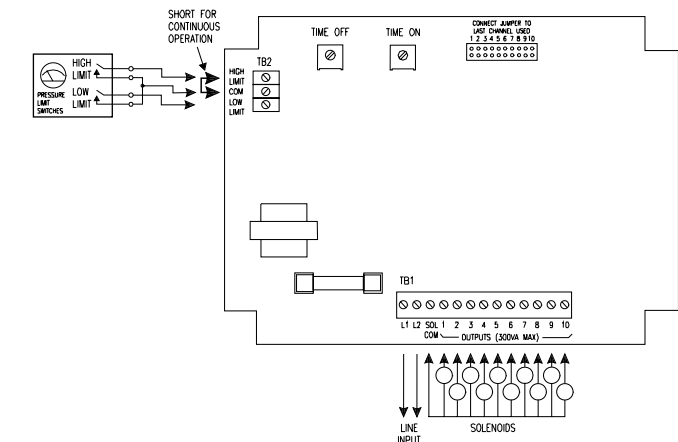 SHORT FOR
CONTINUOUS
OPERATION
TIME OFF
TIME ON
CONNECT JUMPER TO
LAST CHANNEL USED
1 2 3 4 5 6 7 8 9 10
HIGH
LIMIT
LOW
LIMIT
PRESSURE
LIMIT
SWITCHES
TB2
HIGH
LIMIT
COM
LOW
LIMIT
TB1
L1 L2 SOL 1 2 3 4 5 6 7 8 9 10
COM OUTPUTS (300VA MAX)
LINE
INPUT
SOLENOIDS